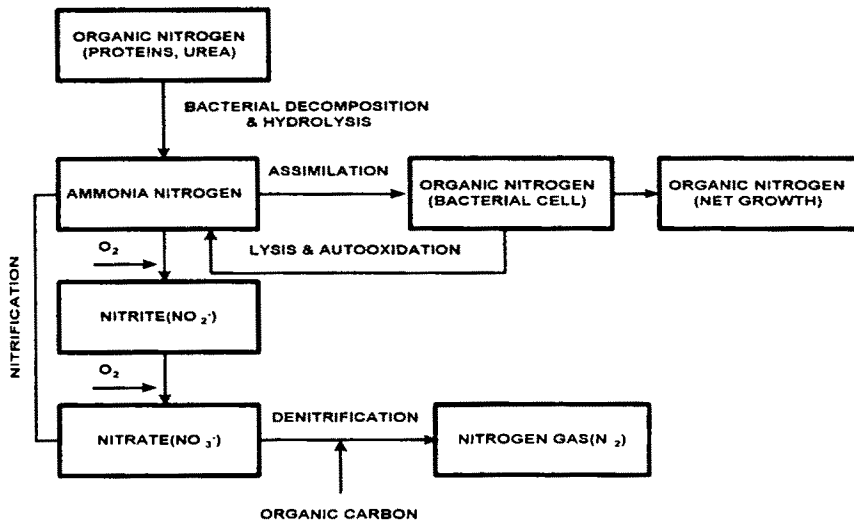 ORGANIC NITROGEN
(PROTEINS, UREA)
BACTERIAL DECOMPOSITION
& HYDROLYSIS
AMMONIA NITROGEN
ASSIMILATION
ORGANIC NITROGEN
(BACTERIAL CELL)
ORGANIC NITROGEN
(NET GROWTH)
O₂
LYSIS & AUTOOXIDATION
NITRIFICATION
NITRITE(NO₂⁻)
O₂
NITRATE(NO₃⁻)
DENITRIFICATION
NITROGEN GAS(N₂)
ORGANIC CARBON